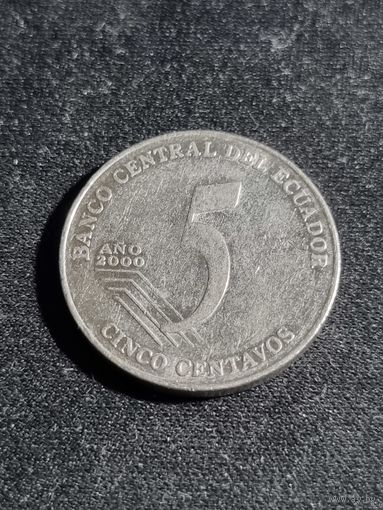 BANCO CENTRAL DEL ECUADOR
AÑO
2000
5
CINCO CENTAVOS